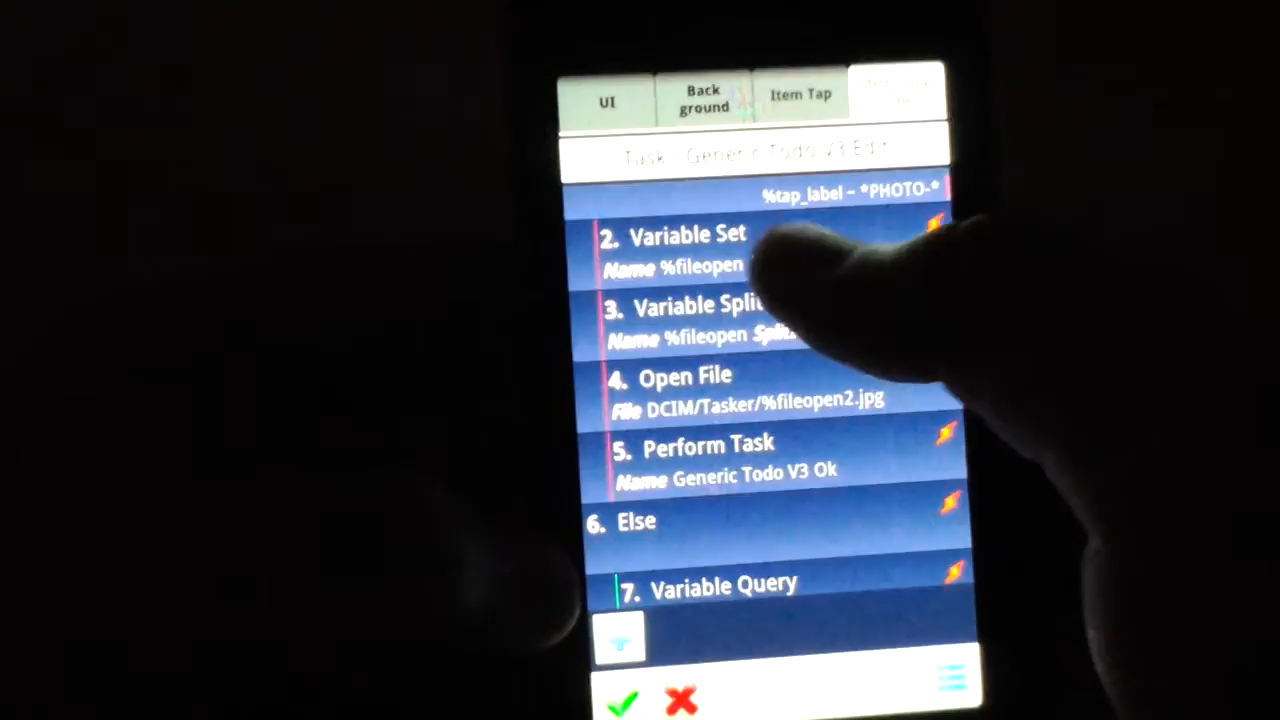 UI
Back
ground
Item Tap
Task : Generic Todo V3 Edit
%tap_label ~ *PHOTO-*
2. Variable Set
Name %fileopen
3. Variable Split
Name %fileopen
4. Open File
File DCIM/Tasker/%fileopen2.jpg
5. Perform Task
Name Generic Todo V3 Ok
6. Else
7. Variable Query